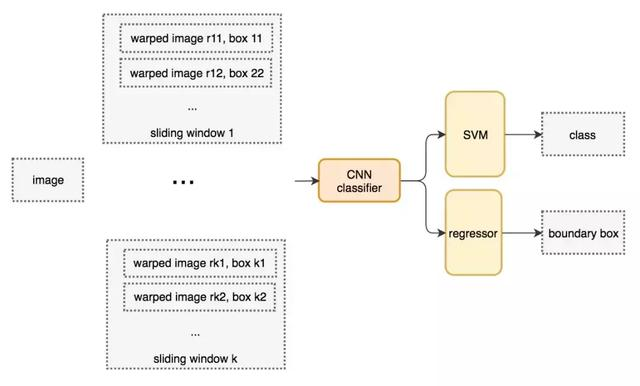 warped image r11, box 11
warped image r12, box 22
...
sliding window 1
image
...
CNN
classifier
SVM
class
regressor
boundary box
warped image rk1, box k1
warped image rk2, box k2
...
sliding window k